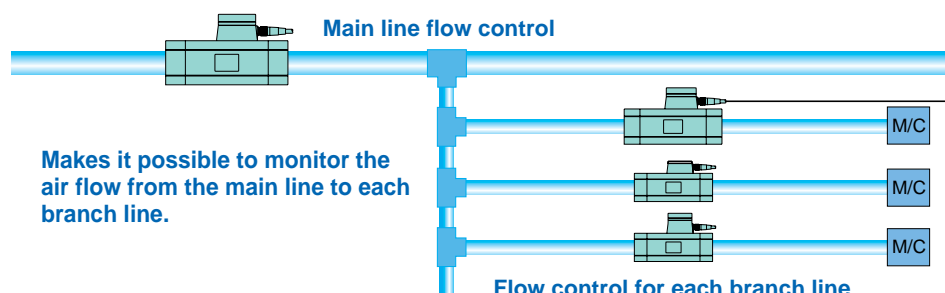 Main line flow control
M/C
Makes it possible to monitor the
air flow from the main line to each
branch line.
M/C
M/C
Flow control for each branch line